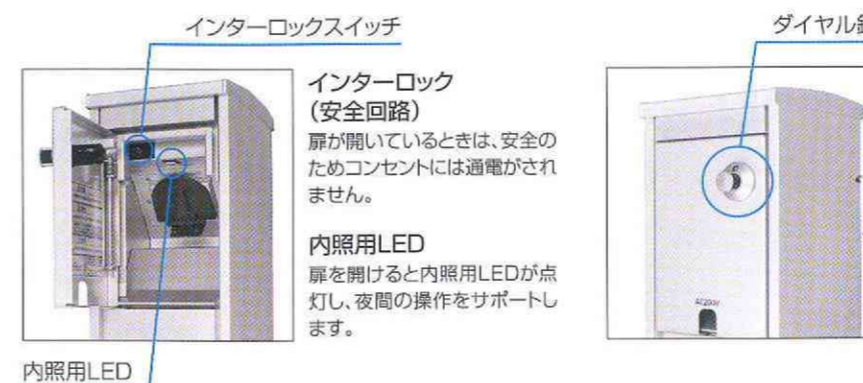 インターロックスイッチ
インターロック
(安全回路)
扉が開いているときは、安全の
ためコンセントには通電がされ
ません。
内照用LED
扉を開けると内照用LEDが点
灯し、夜間の操作をサポートし
ます。
内照用LED
ダイヤル
AC200V